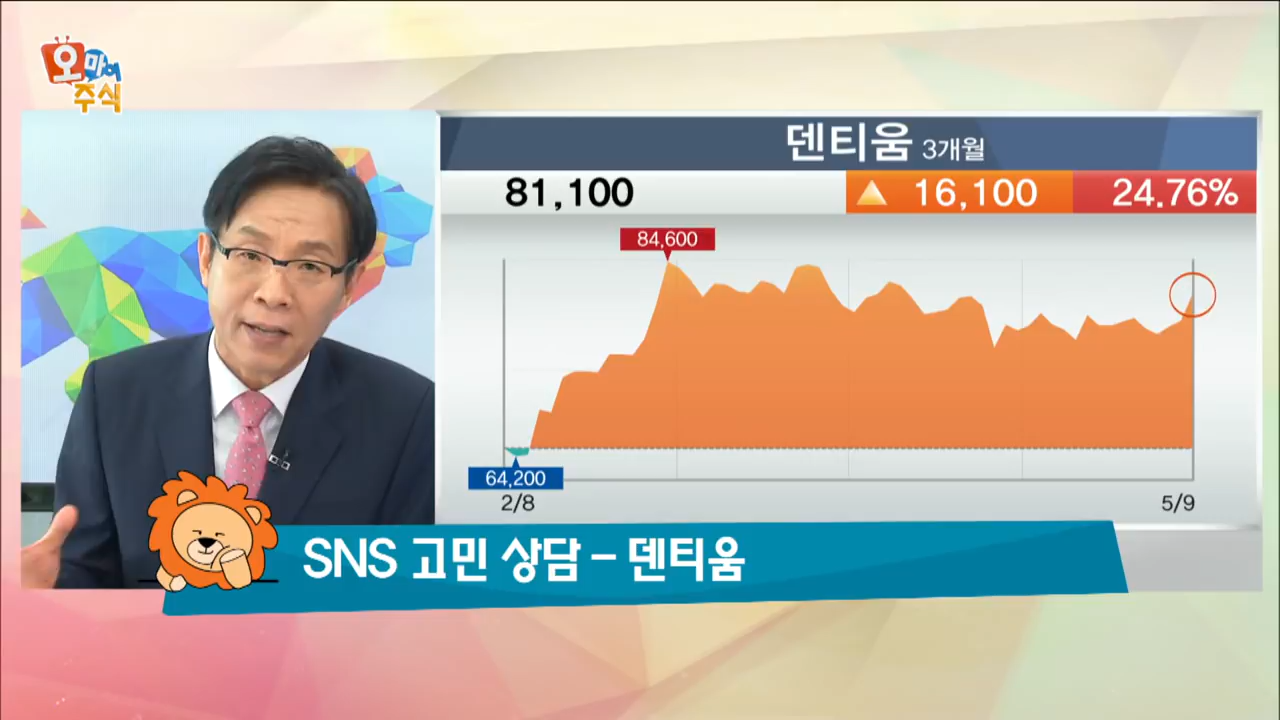 오마이
주식
덴티움 3개월
81,100 ▲ 16,100 24.76%
84,600
64,200
2/8 5/9
SNS 고민 상담 – 덴티움